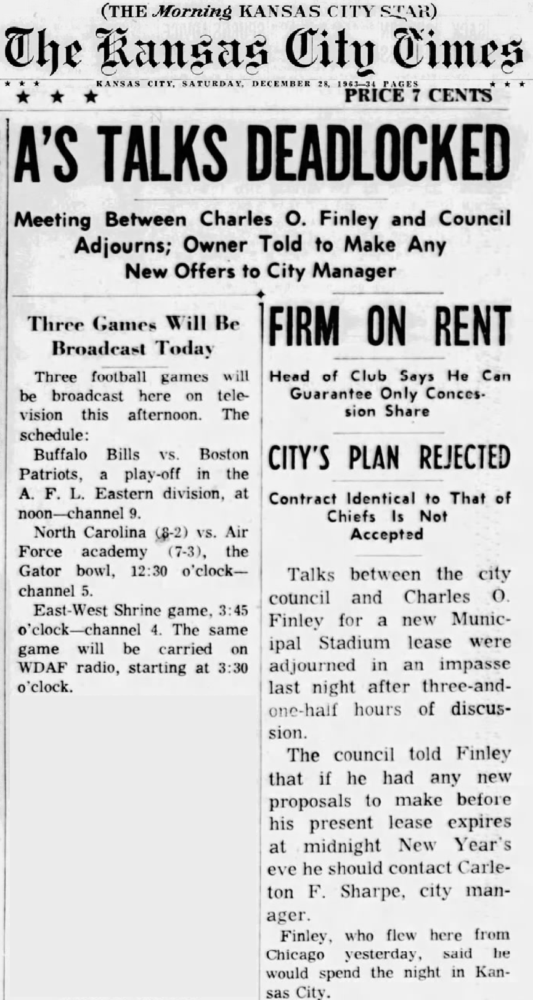 (THE Morning KANSAS CITY STAR)
The Kansas City Times
★ ★ ★ KANSAS CITY, SATURDAY, DECEMBER 28, 1963—34 PAGES ★ ★ ★
★ ★ ★ PRICE 7 CENTS
A'S TALKS DEADLOCKED
Meeting Between Charles O. Finley and Council
Adjourns; Owner Told to Make Any
New Offers to City Manager
Three Games Will Be
Broadcast Today
Three football games will
be broadcast here on tele-
vision this afternoon. The
schedule:
Buffalo Bills vs. Boston
Patriots, a play-off in the
A. F. L. Eastern division, at
noon—channel 9.
North Carolina (8-2) vs. Air
Force academy (7-3), the
Gator bowl, 12:30 o'clock—
channel 5.
East-West Shrine game, 3:45
o'clock—channel 4. The same
game will be carried on
WDAF radio, starting at 3:30
o'clock.
FIRM ON RENT
Head of Club Says He Can
Guarantee Only Conces-
sion Share
CITY'S PLAN REJECTED
Contract Identical to That of
Chiefs Is Not
Accepted
Talks between the city
council and Charles O.
Finley for a new Munic-
ipal Stadium lease were
adjourned in an impasse
last night after three-and-
one-half hours of discus-
sion.
The council told Finley
that if he had any new
proposals to make before
his present lease expires
at midnight New Year's
eve he should contact Carle-
ton F. Sharpe, city man-
ager.
Finley, who flew here from
Chicago yesterday, said he
would spend the night in Kan-
sas City.